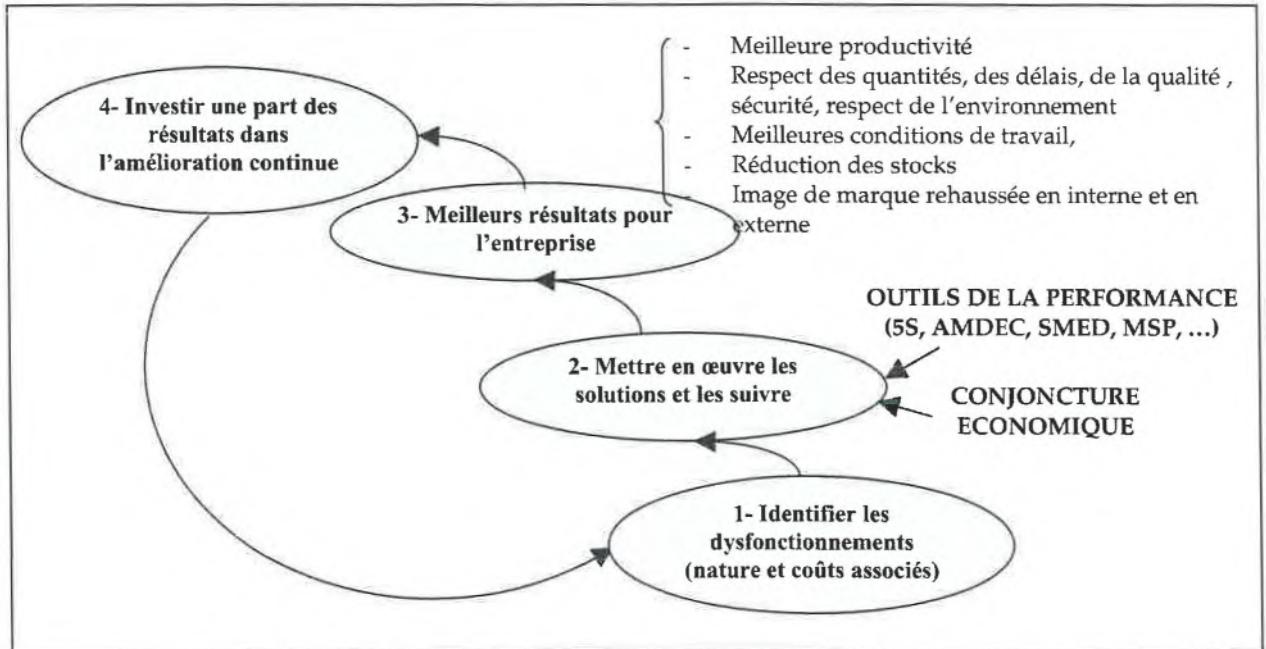 - Meilleure productivité
- Respect des quantités, des délais, de la qualité ,
sécurité, respect de l'environnement
- Meilleures conditions de travail,
- Réduction des stocks
- Image de marque rehaussée en interne et en
externe
4- Investir une part des
résultats dans
l'amélioration continue
3- Meilleurs résultats pour
l'entreprise
OUTILS DE LA PERFORMANCE
(5S, AMDEC, SMED, MSP, ...)
2- Mettre en œuvre les
solutions et les suivre
CONJONCTURE
ECONOMIQUE
1- Identifier les
dysfonctionnements
(nature et coûts associés)